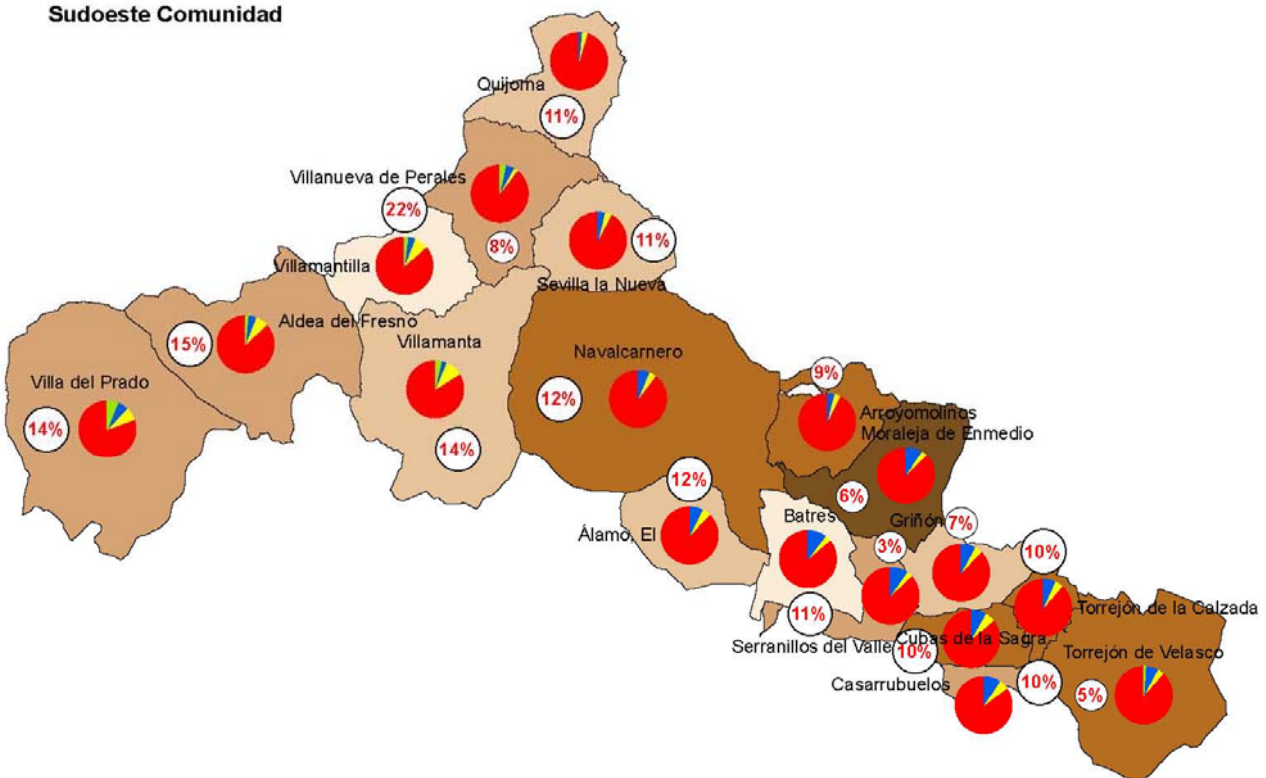 Sudoeste Comunidad
Quijorna
11%
Villanueva de Perales
22%
8%
11%
Villamantilla
Sevilla la Nueva
Aldea del Fresno
15%
Villamanta
Navalcarnero
9%
Villa del Prado
14%
12%
Arroyomolinos
Moraleja de Enmedio
14%
12%
6%
Álamo, El
Batres
Griñón
7%
3%
10%
11%
Torrejón de la Calzada
Serranillos del Valle
Cubas de la Sagra
10%
Torrejón de Velasco
Casarrubuelos
10%
5%